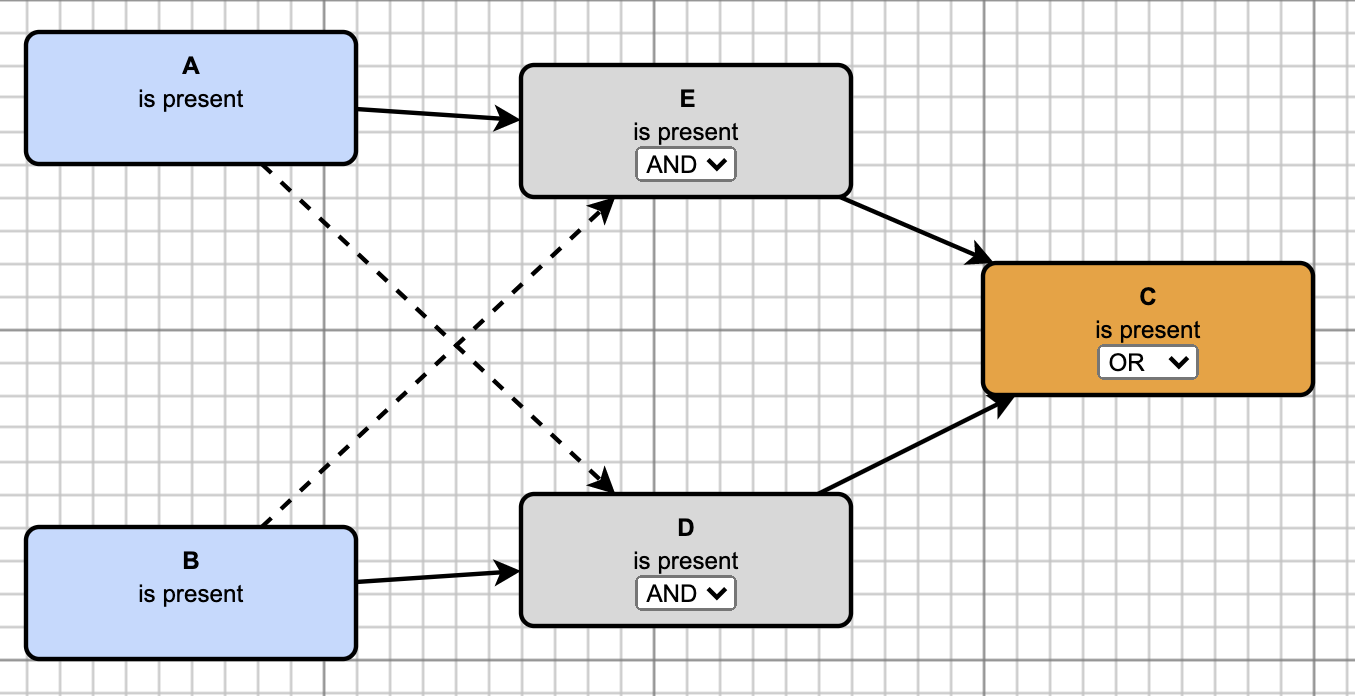 A
is present
E
is present
AND
C
is present
OR
B
is present
D
is present
AND